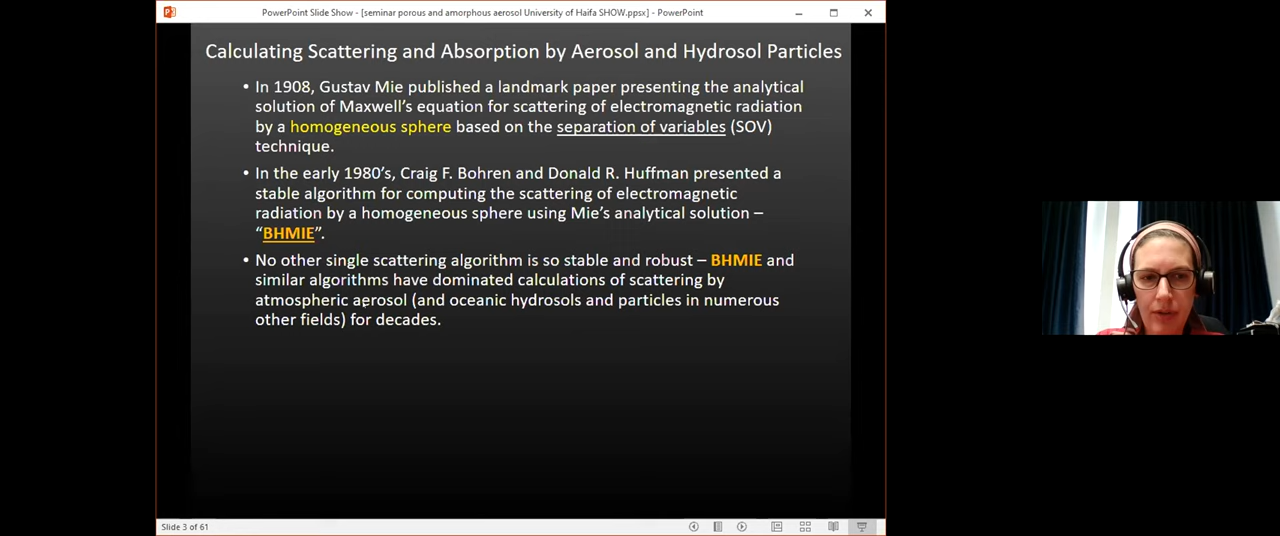 PowerPoint Slide Show - [seminar porous and amorphous aerosol University of Haifa SHOW.ppsx] - PowerPoint
Calculating Scattering and Absorption by Aerosol and Hydrosol Particles
• In 1908, Gustav Mie published a landmark paper presenting the analytical
solution of Maxwell's equation for scattering of electromagnetic radiation
by a homogeneous sphere based on the separation of variables (SOV)
technique.
• In the early 1980's, Craig F. Bohren and Donald R. Huffman presented a
stable algorithm for computing the scattering of electromagnetic
radiation by a homogeneous sphere using Mie's analytical solution –
"BHMIE".
• No other single scattering algorithm is so stable and robust – BHMIE and
similar algorithms have dominated calculations of scattering by
atmospheric aerosol (and oceanic hydrosols and particles in numerous
other fields) for decades.
Slide 3 of 61